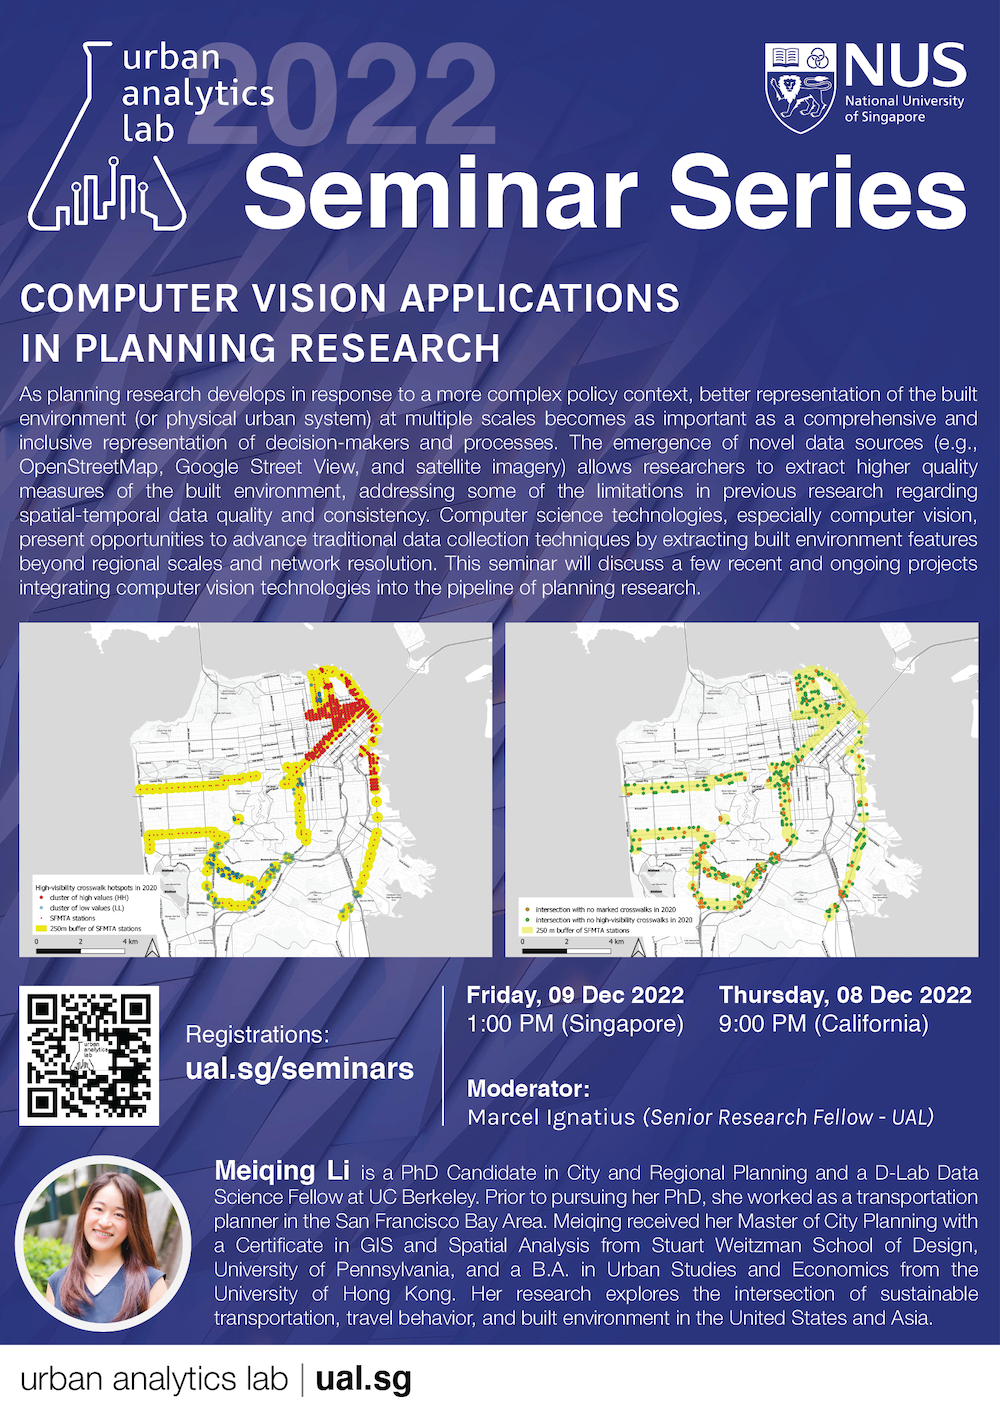 urban
analytics
lab
2022
Seminar Series
NUS
National University
of Singapore
COMPUTER VISION APPLICATIONS
IN PLANNING RESEARCH
As planning research develops in response to a more complex policy context, better representation of the built
environment (or physical urban system) at multiple scales becomes as important as a comprehensive and
inclusive representation of decision-makers and processes. The emergence of novel data sources (e.g.,
OpenStreetMap, Google Street View, and satellite imagery) allows researchers to extract higher quality
measures of the built environment, addressing some of the limitations in previous research regarding
spatial-temporal data quality and consistency. Computer science technologies, especially computer vision,
present opportunities to advance traditional data collection techniques by extracting built environment features
beyond regional scales and network resolution. This seminar will discuss a few recent and ongoing projects
integrating computer vision technologies into the pipeline of planning research.
High-visibility crosswalk hotspots in 2020
cluster of high values (HH)
cluster of low values (LL)
SFMTA stations
250m buffer of SFMTA stations
0 2 4 km
intersection with no marked crosswalks in 2020
intersection with no high-visibility crosswalks in 2020
250 m buffer of SFMTA stations
0 2 4 km
urban
analytics
lab
Registrations:
ual.sg/seminars
Friday, 09 Dec 2022
1:00 PM (Singapore)
Thursday, 08 Dec 2022
9:00 PM (California)
Moderator:
Marcel Ignatius (Senior Research Fellow - UAL)
Meiqing Li is a PhD Candidate in City and Regional Planning and a D-Lab Data
Science Fellow at UC Berkeley. Prior to pursuing her PhD, she worked as a transportation
planner in the San Francisco Bay Area. Meiqing received her Master of City Planning with
a Certificate in GIS and Spatial Analysis from Stuart Weitzman School of Design,
University of Pennsylvania, and a B.A. in Urban Studies and Economics from the
University of Hong Kong. Her research explores the intersection of sustainable
transportation, travel behavior, and built environment in the United States and Asia.
urban analytics lab | ual.sg